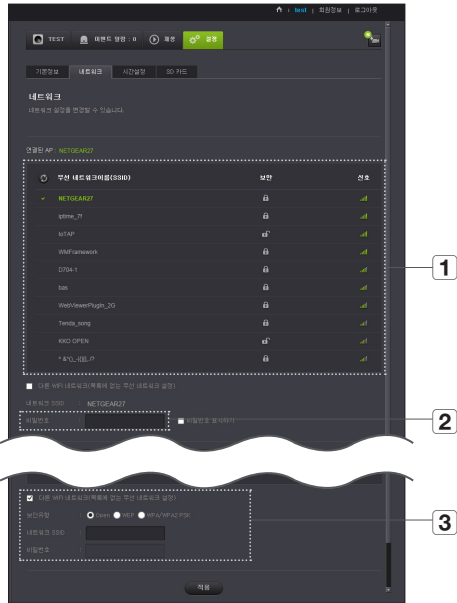 test | 회원정보 | 로그아웃
TEST 이벤트 알람 : 0 재생 설정
기본정보 네트워크 시간설정 SD 카드
네트워크
네트워크 설정을 변경할 수 있습니다.
연결된 AP : NETGEAR27
무선 네트워크이름(SSID) 보안 신호
NETGEAR27
iptime_7f
IoTAP
WMFramework
1
D704-1
bas
WebViewerPlugin_2G
Tenda_song
KKO OPEN
다른 WiFi 네트워크(목록에 없는 무선 네트워크 설정)
네트워크 SSID : NETGEAR27
비밀번호 : 비밀번호 표시하기
2
다른 WiFi 네트워크(목록에 없는 무선 네트워크 설정)
보안유형 : Open WEP WPA/WPA2 PSK
3
네트워크 SSID :
비밀번호 :
적용